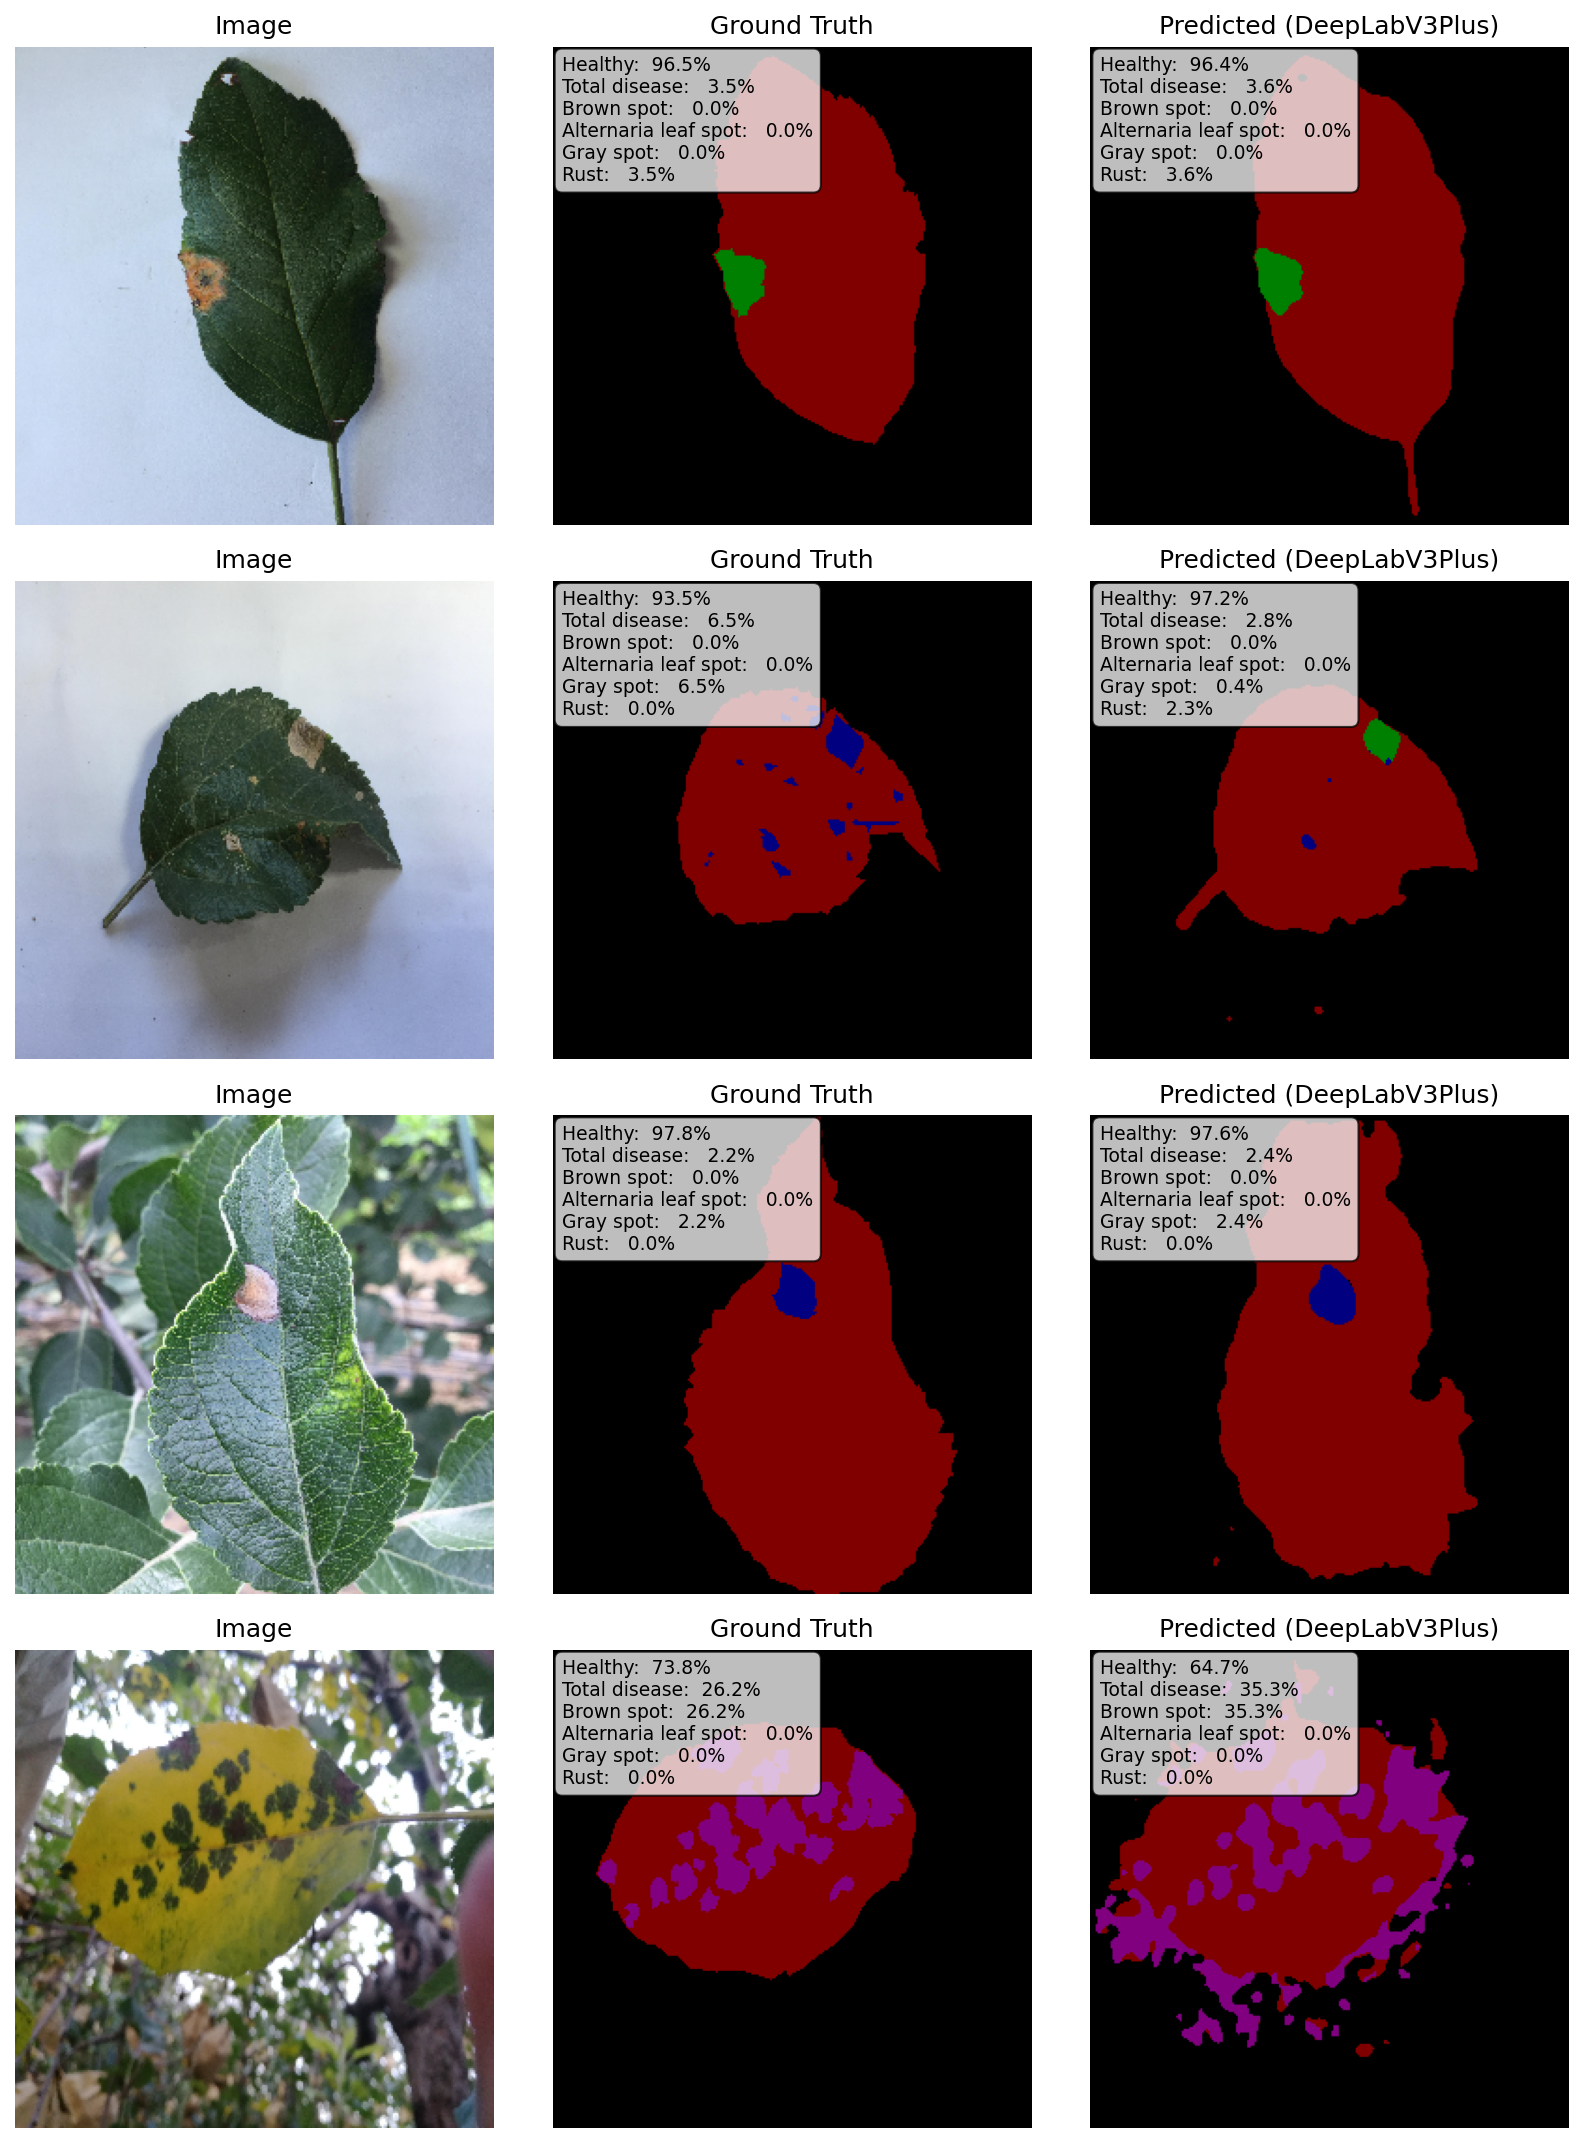 Image
Ground Truth
Predicted (DeepLabV3Plus)
Healthy: 96.5%
Total disease: 3.5%
Brown spot: 0.0%
Alternaria leaf spot: 0.0%
Gray spot: 0.0%
Rust: 3.5%
Healthy: 96.4%
Total disease: 3.6%
Brown spot: 0.0%
Alternaria leaf spot: 0.0%
Gray spot: 0.0%
Rust: 3.6%
Image
Ground Truth
Predicted (DeepLabV3Plus)
Healthy: 93.5%
Total disease: 6.5%
Brown spot: 0.0%
Alternaria leaf spot: 0.0%
Gray spot: 6.5%
Rust: 0.0%
Healthy: 97.2%
Total disease: 2.8%
Brown spot: 0.0%
Alternaria leaf spot: 0.0%
Gray spot: 0.4%
Rust: 2.3%
Image
Ground Truth
Predicted (DeepLabV3Plus)
Healthy: 97.8%
Total disease: 2.2%
Brown spot: 0.0%
Alternaria leaf spot: 0.0%
Gray spot: 2.2%
Rust: 0.0%
Healthy: 97.6%
Total disease: 2.4%
Brown spot: 0.0%
Alternaria leaf spot: 0.0%
Gray spot: 2.4%
Rust: 0.0%
Image
Ground Truth
Predicted (DeepLabV3Plus)
Healthy: 73.8%
Total disease: 26.2%
Brown spot: 26.2%
Alternaria leaf spot: 0.0%
Gray spot: 0.0%
Rust: 0.0%
Healthy: 64.7%
Total disease: 35.3%
Brown spot: 35.3%
Alternaria leaf spot: 0.0%
Gray spot: 0.0%
Rust: 0.0%